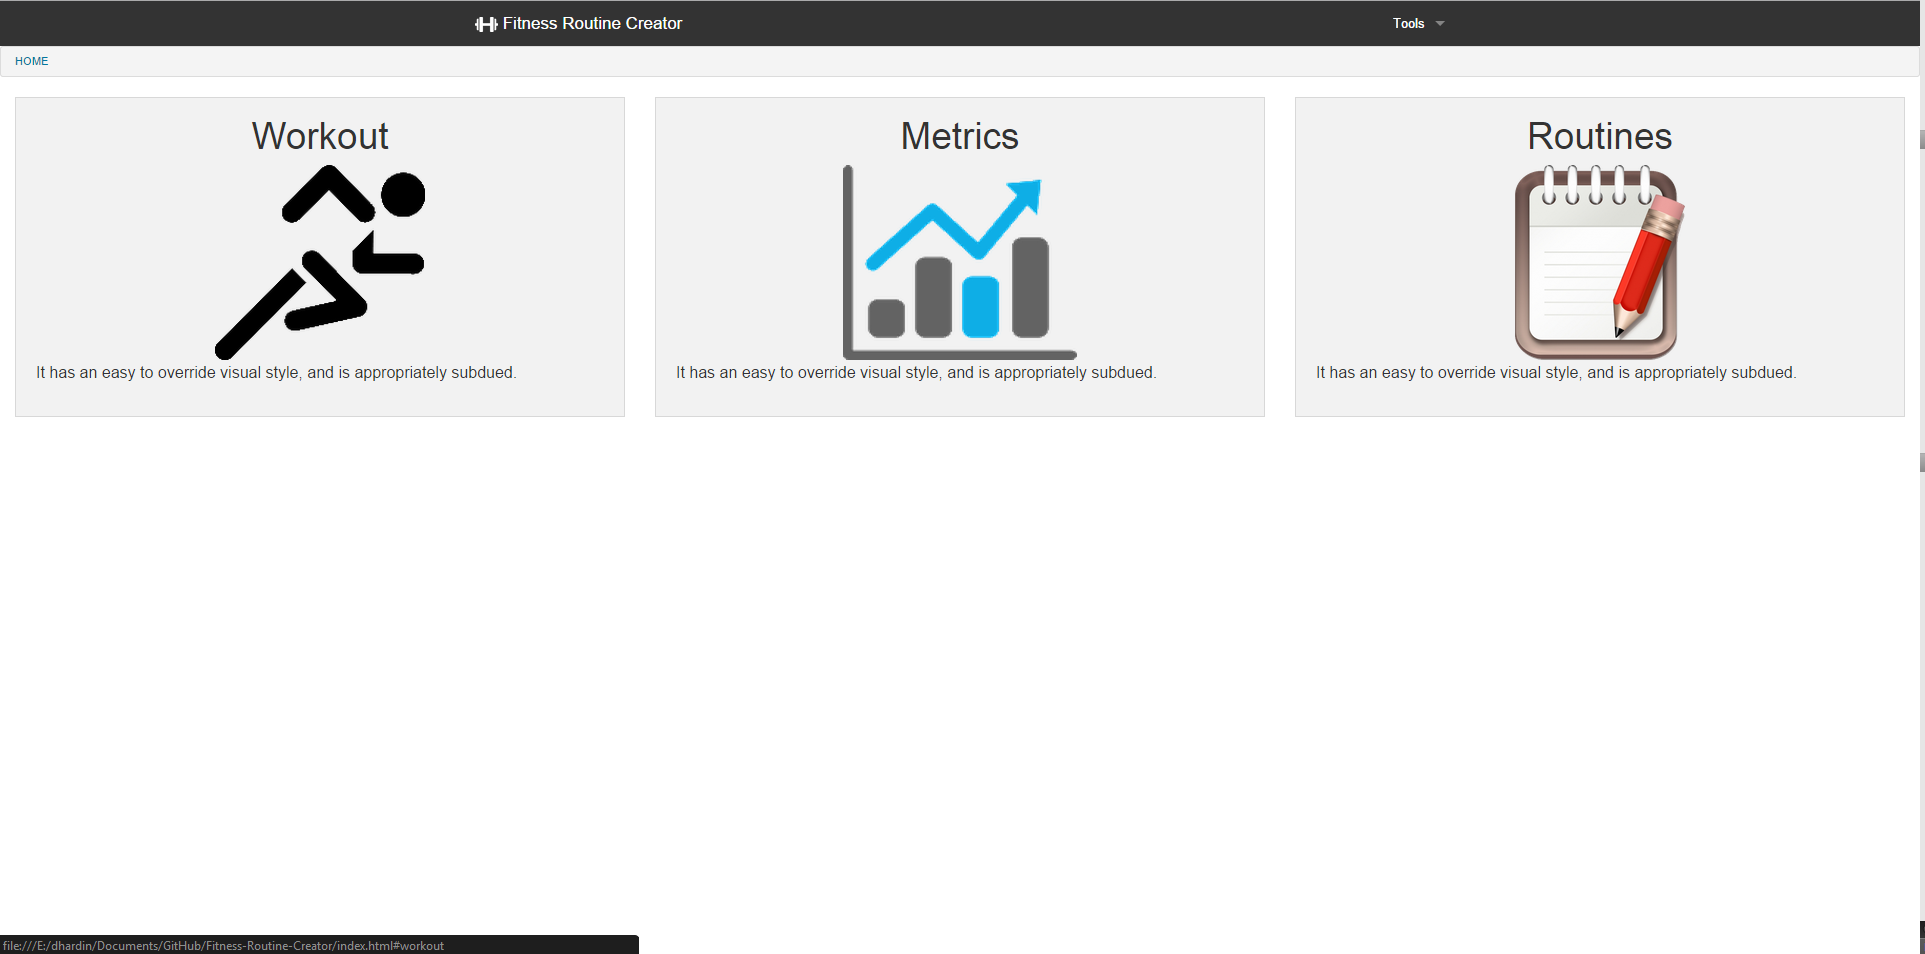 Fitness Routine Creator Tools
HOME
Workout
Metrics
Routines
It has an easy to override visual style, and is appropriately subdued.
It has an easy to override visual style, and is appropriately subdued.
It has an easy to override visual style, and is appropriately subdued.
file:///E:/dhardin/Documents/GitHub/Fitness-Routine-Creator/index.html#workout